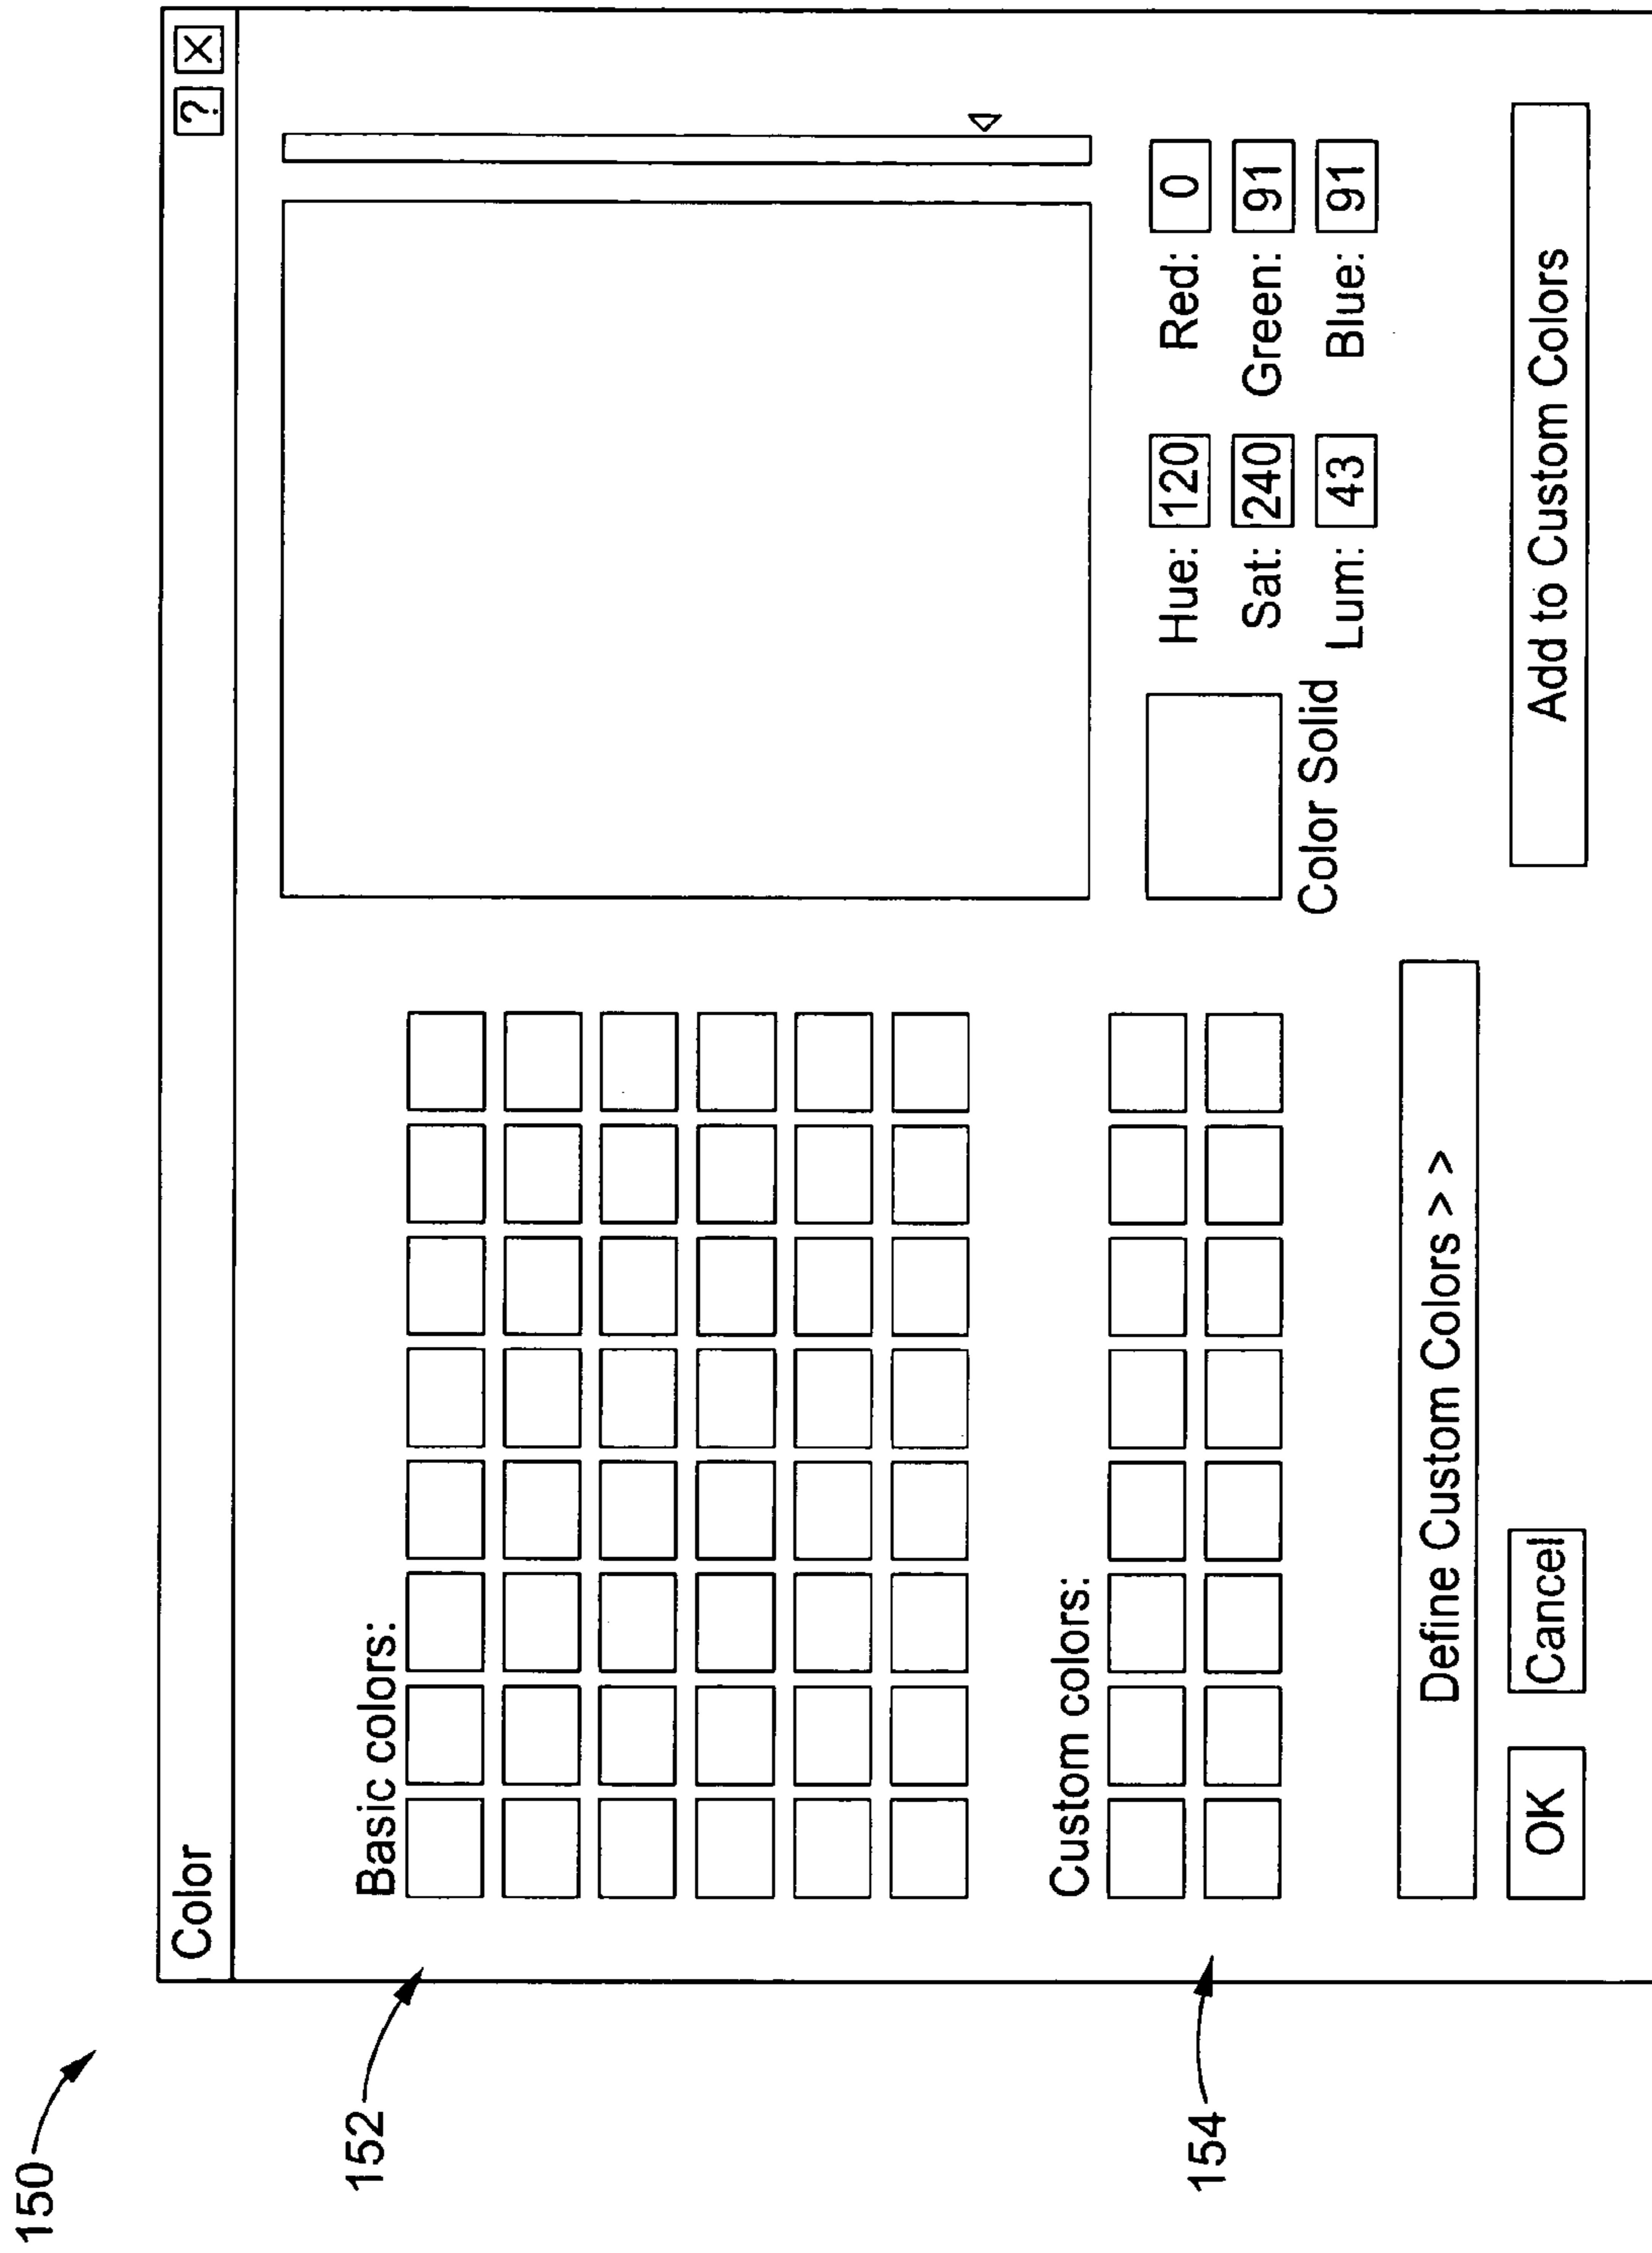 150
Color ? X
152
Basic colors:
154
Custom colors:
Define Custom Colors > >
OK Cancel
Color Solid
Hue: 120 Red: 0
Sat: 240 Green: 91
Lum: 43 Blue: 91
Add to Custom Colors